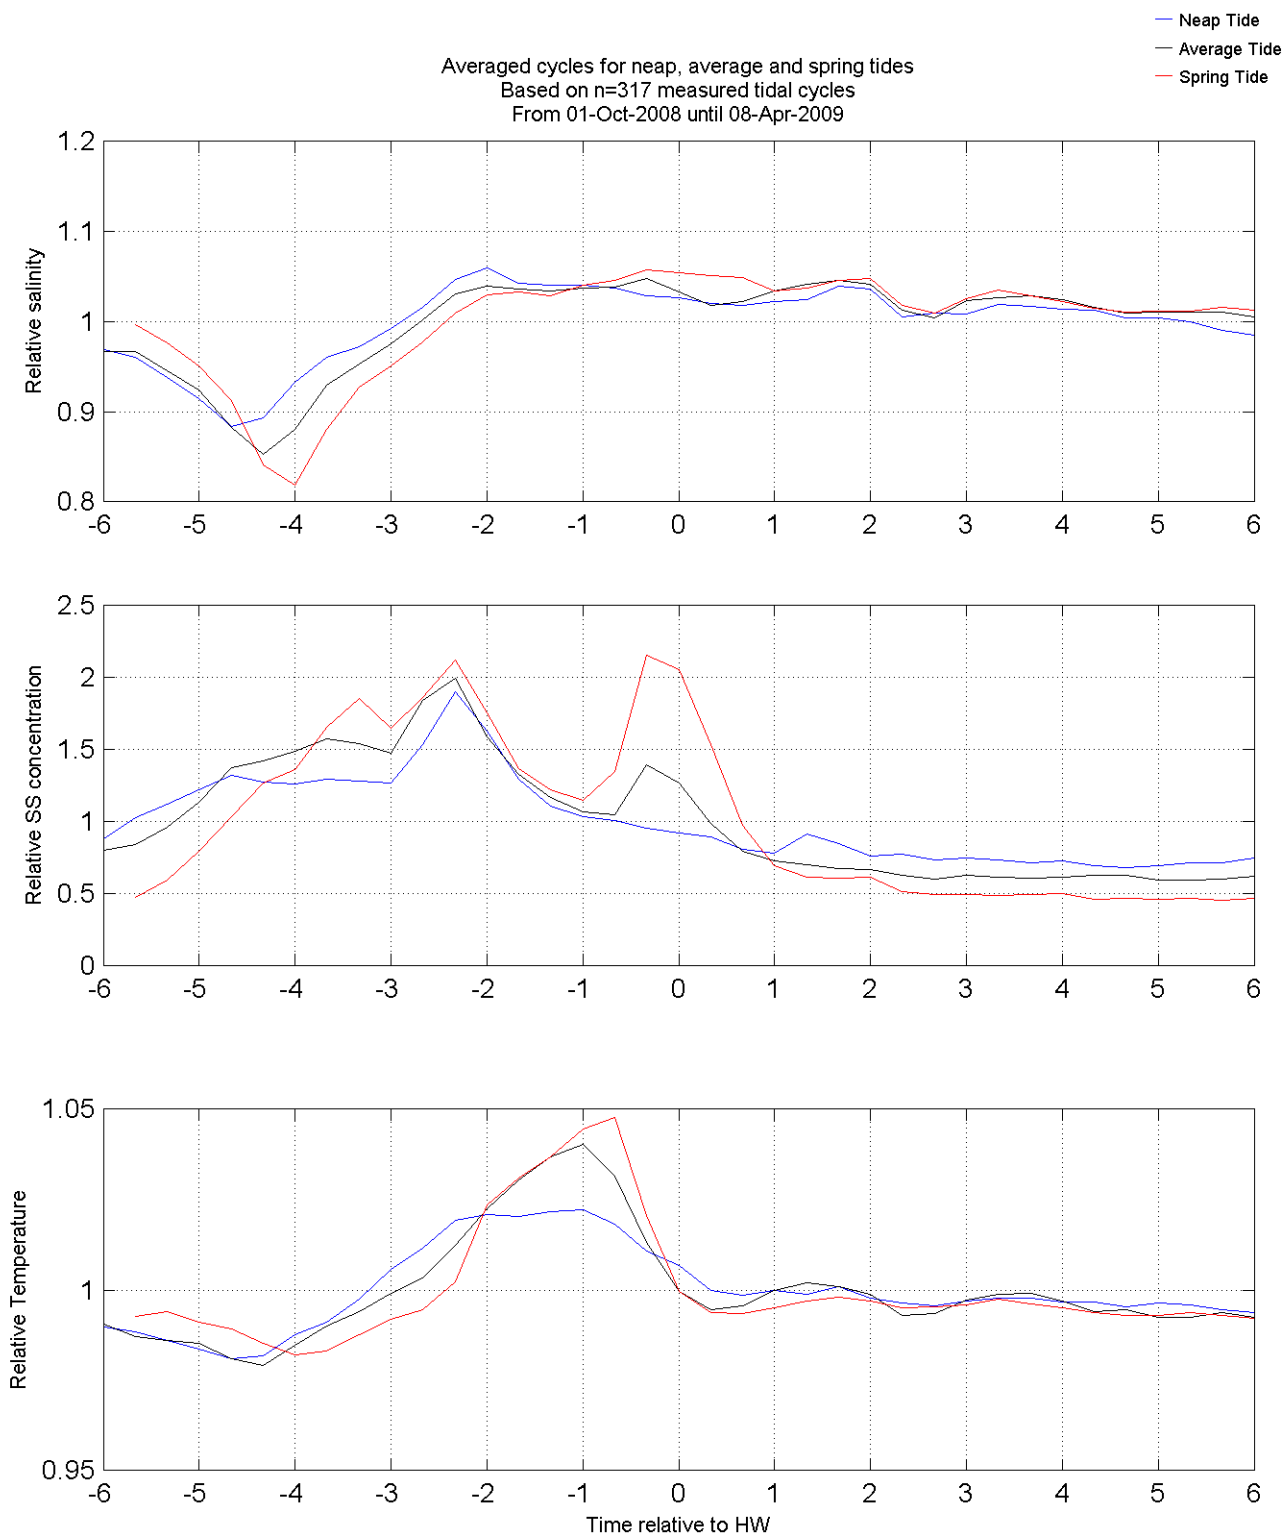 Neap Tide
Average Tide
Spring Tide
Averaged cycles for neap, average and spring tides
Based on n=317 measured tidal cycles
From 01-Oct-2008 until 08-Apr-2009
Relative salinity
1.2
1.1
1
0.9
0.8
-6 -5 -4 -3 -2 -1 0 1 2 3 4 5 6
Relative SS concentration
2.5
2
1.5
1
0.5
0
-6 -5 -4 -3 -2 -1 0 1 2 3 4 5 6
Relative Temperature
1.05
1
0.95
-6 -5 -4 -3 -2 -1 0 1 2 3 4 5 6
Time relative to HW